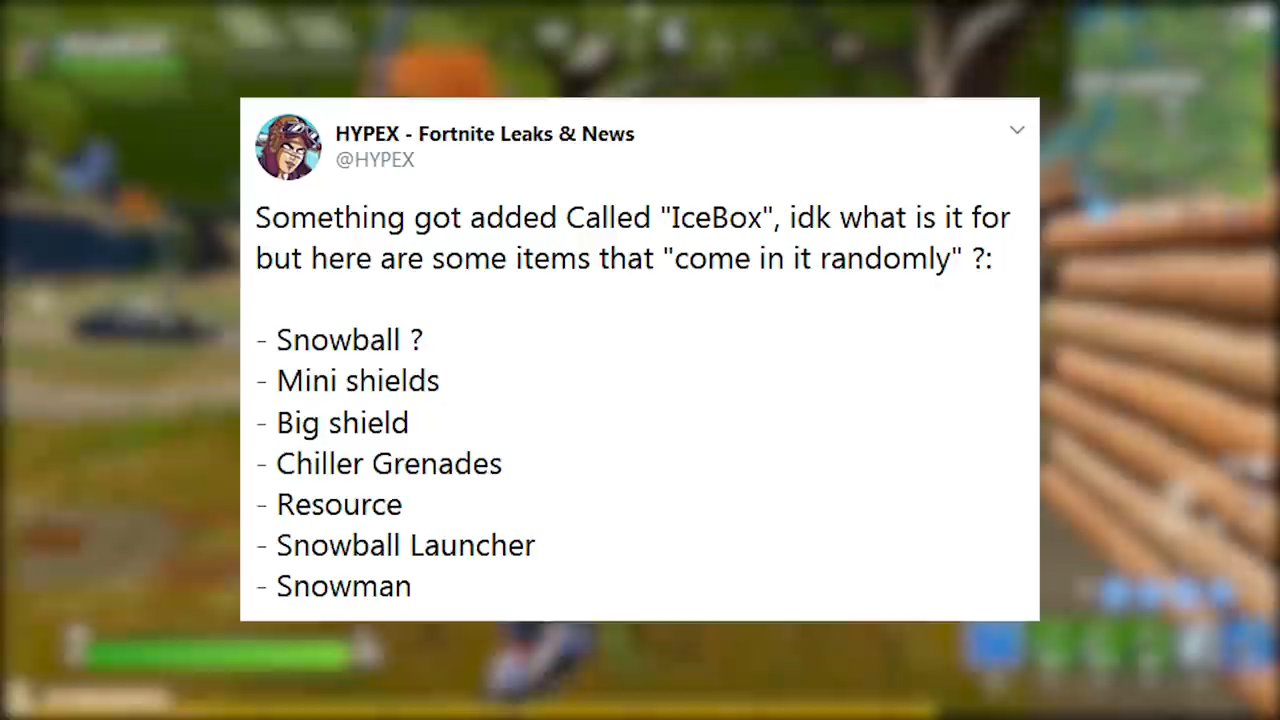 HYPEX - Fortnite Leaks & News
@HYPEX
Something got added Called "IceBox", idk what is it for
but here are some items that "come in it randomly" ?:
- Snowball ?
- Mini shields
- Big shield
- Chiller Grenades
- Resource
- Snowball Launcher
- Snowman